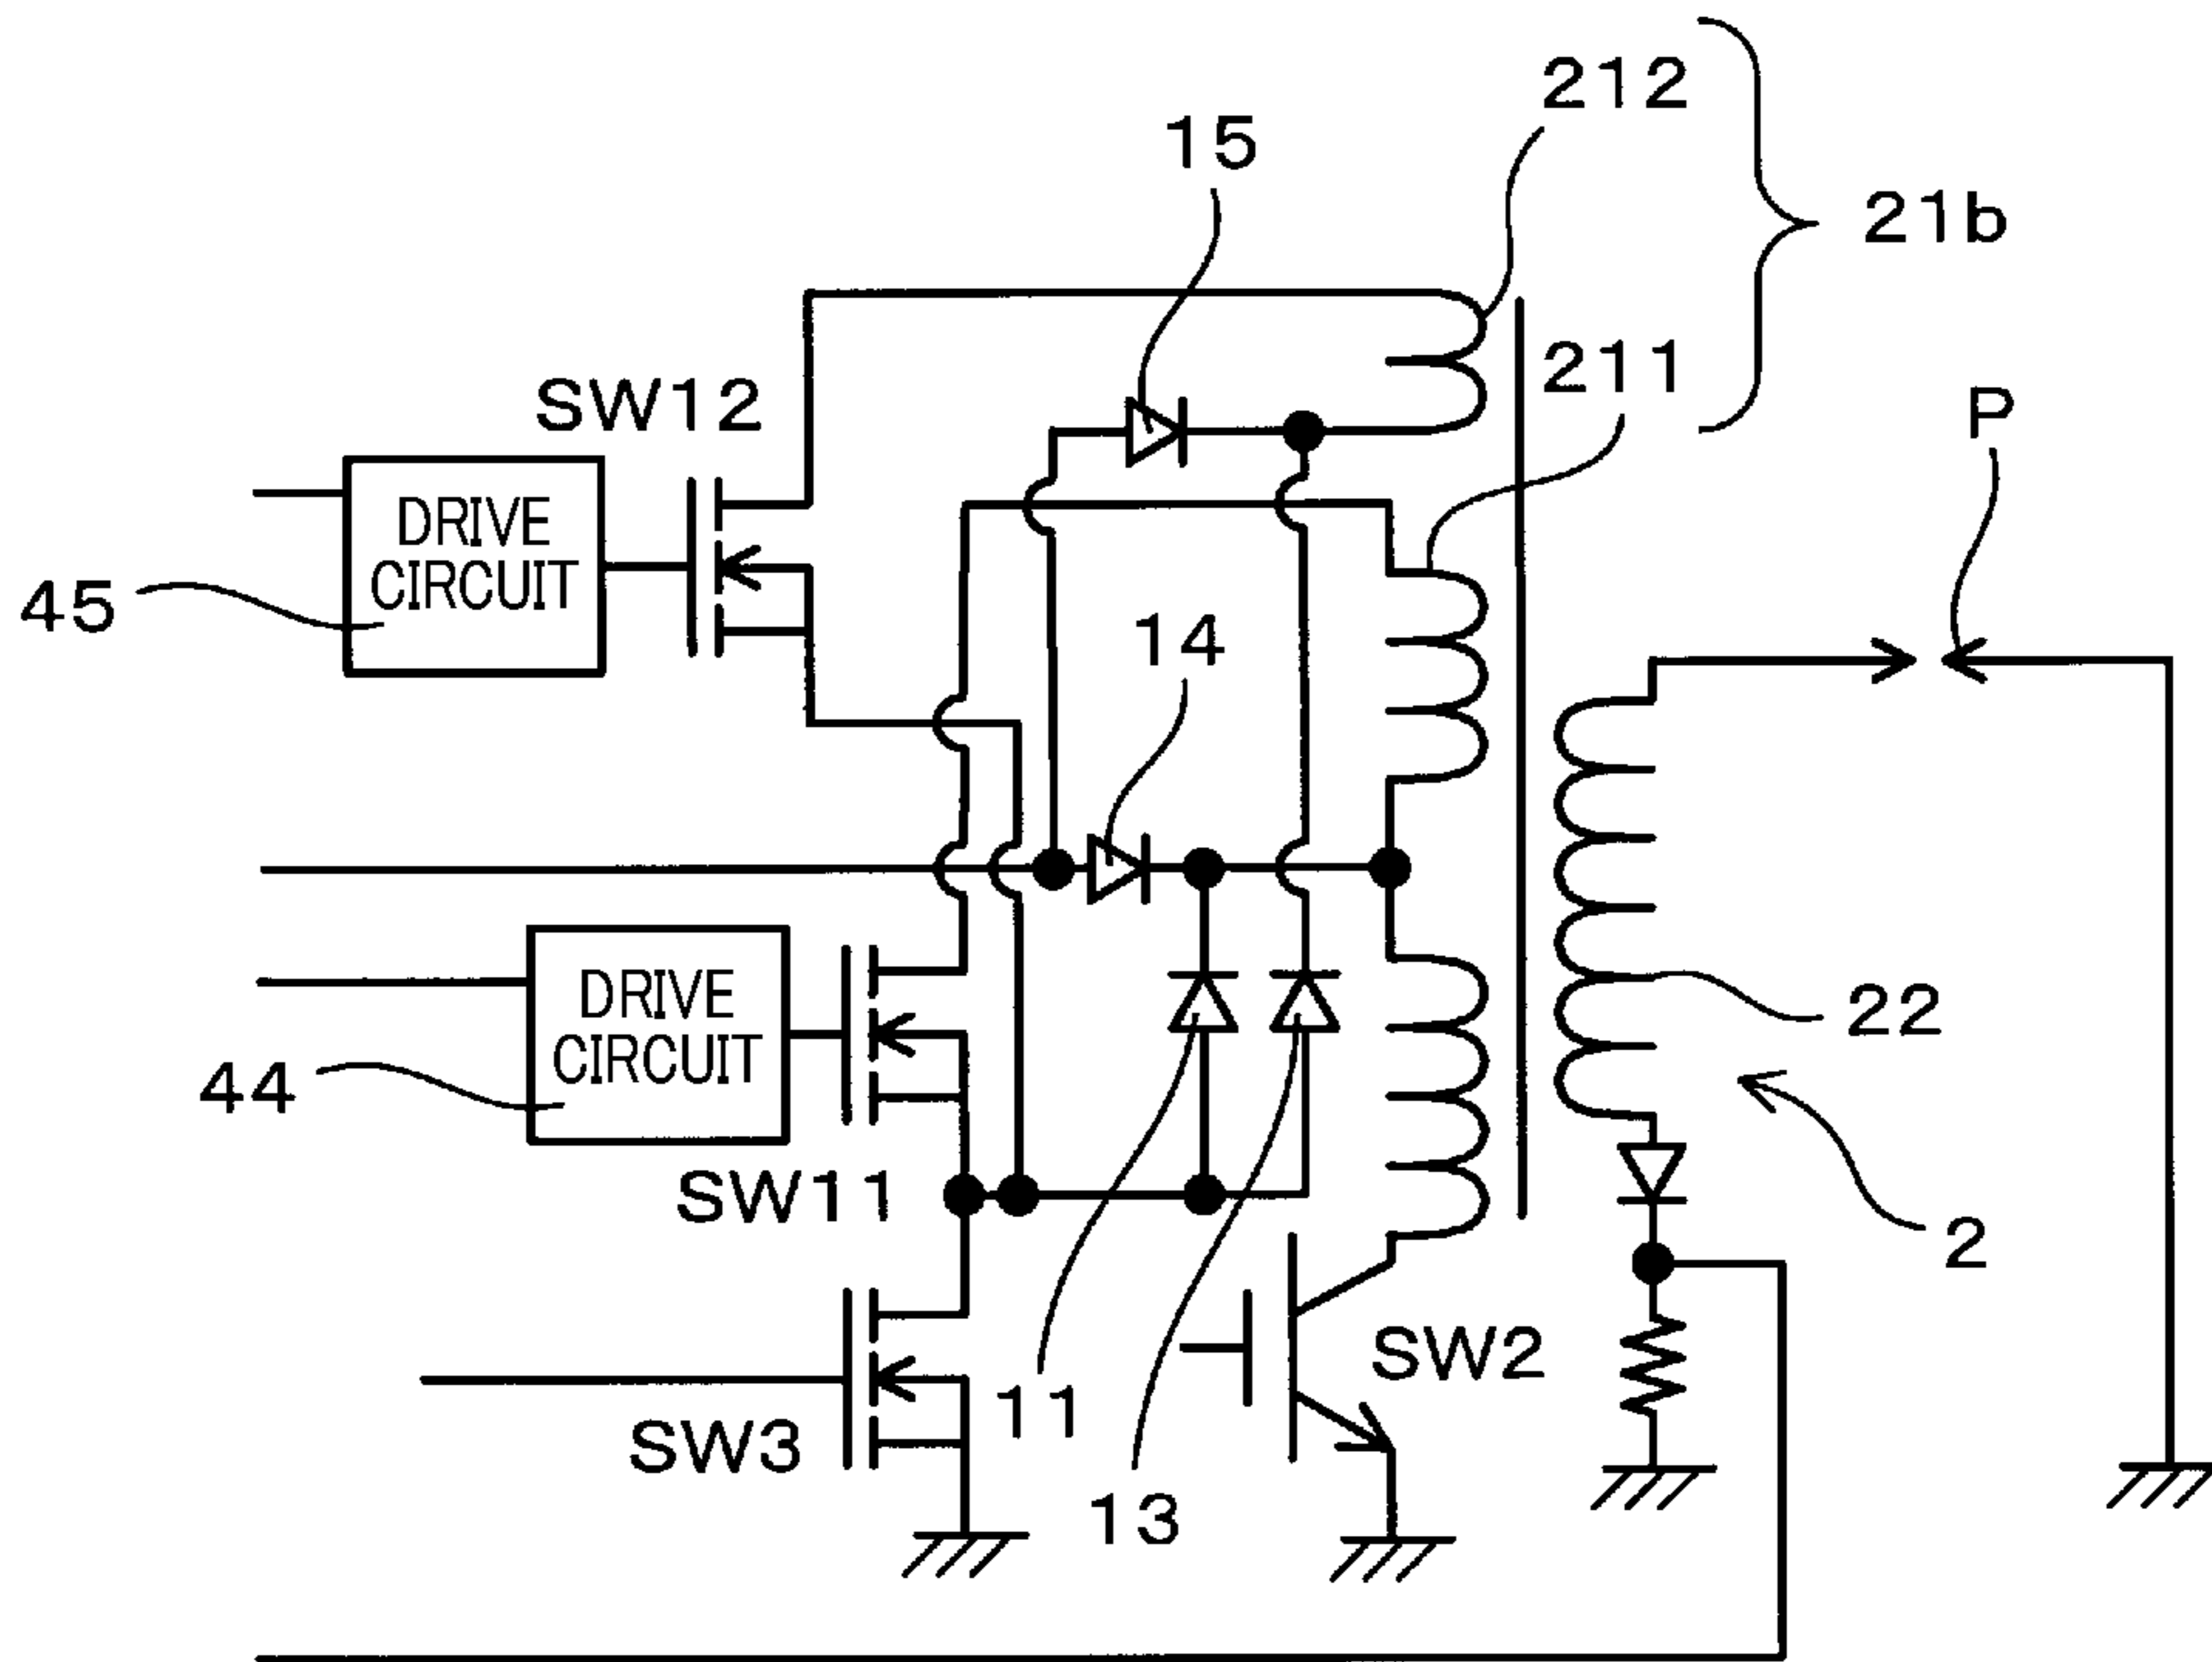 212
15
21b
211
SW12
P
DRIVE
CIRCUIT
45
14
DRIVE
CIRCUIT
22
44
SW11
2
SW2
11
SW3
13